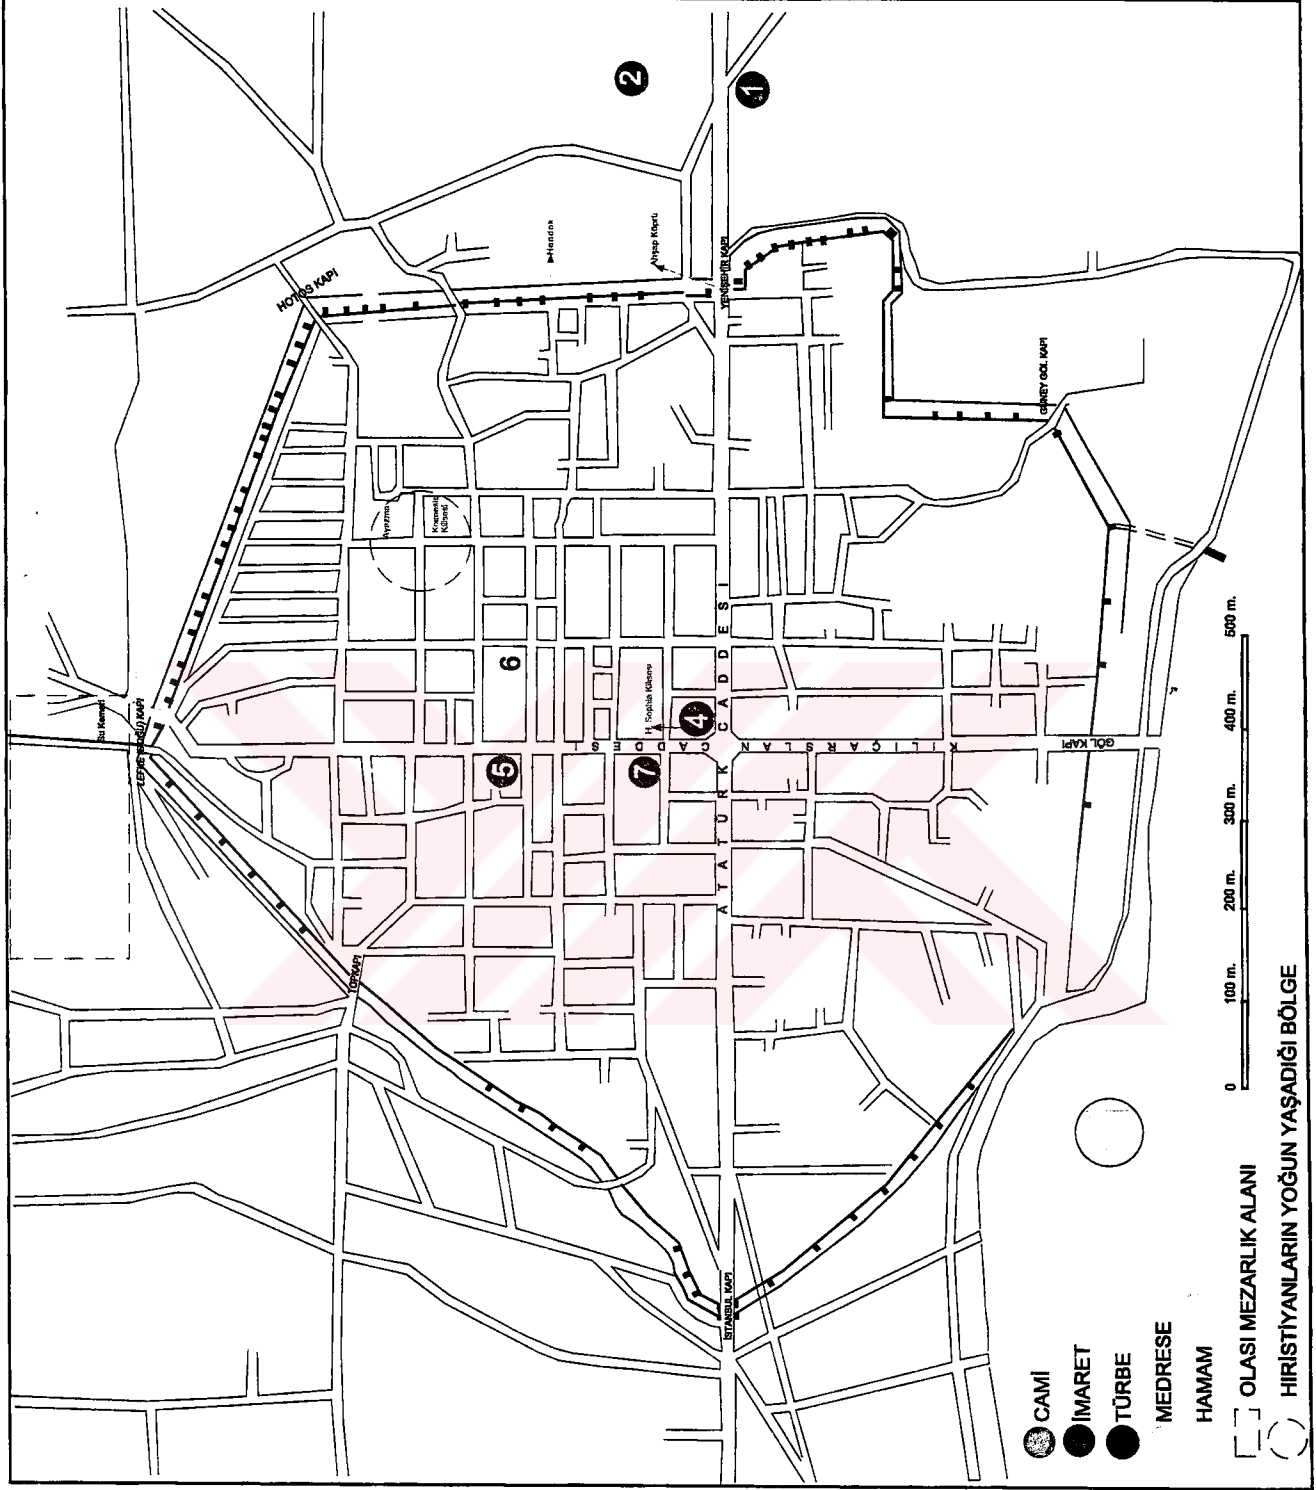 2
1
HOTOS KAPI
Hendek
Ahşap Köprü
YENİŞEHİR KAPI
GÜNEY GÖL KAPI
Ayazma
Koimesis
Kilisesi
6
H. Sophia Kilisesi
4
5
7
Su Kemeri
KAPI
KILIÇARSLAN CADDESİ
ATATÜRK CADDESİ
GÖL KAPI
TOPKAPI
İSTANBUL KAPI
0 100 m. 200 m. 300 m. 400 m. 500 m.
CAMİ
İMARET
TÜRBE
MEDRESE
HAMAM
OLASI MEZARLIK ALANI
HIRİSTİYANLARIN YOĞUN YAŞADIĞI BÖLGE